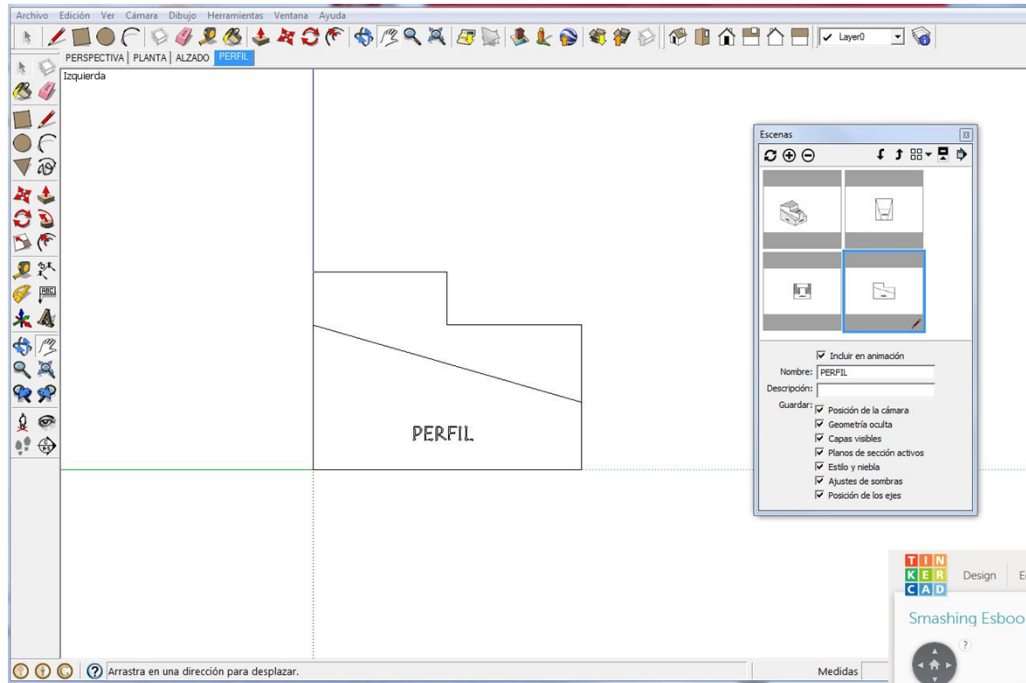 Archivo Edición Ver Cámara Dibujo Herramientas Ventana Ayuda
Layer0
PERSPECTIVA PLANTA ALZADO PERFIL
Izquierda
ABC
PERFIL
Escenas
Incluir en animación
Nombre: PERFIL
Descripción:
Guardar:
Posición de la cámara
Geometría oculta
Capas visibles
Planos de sección activos
Estilo y niebla
Ajustes de sombras
Posición de los ejes
TIN
KER
CAD
Design
Smashing Esboo
?
? Arrastra en una dirección para desplazar.
Medidas